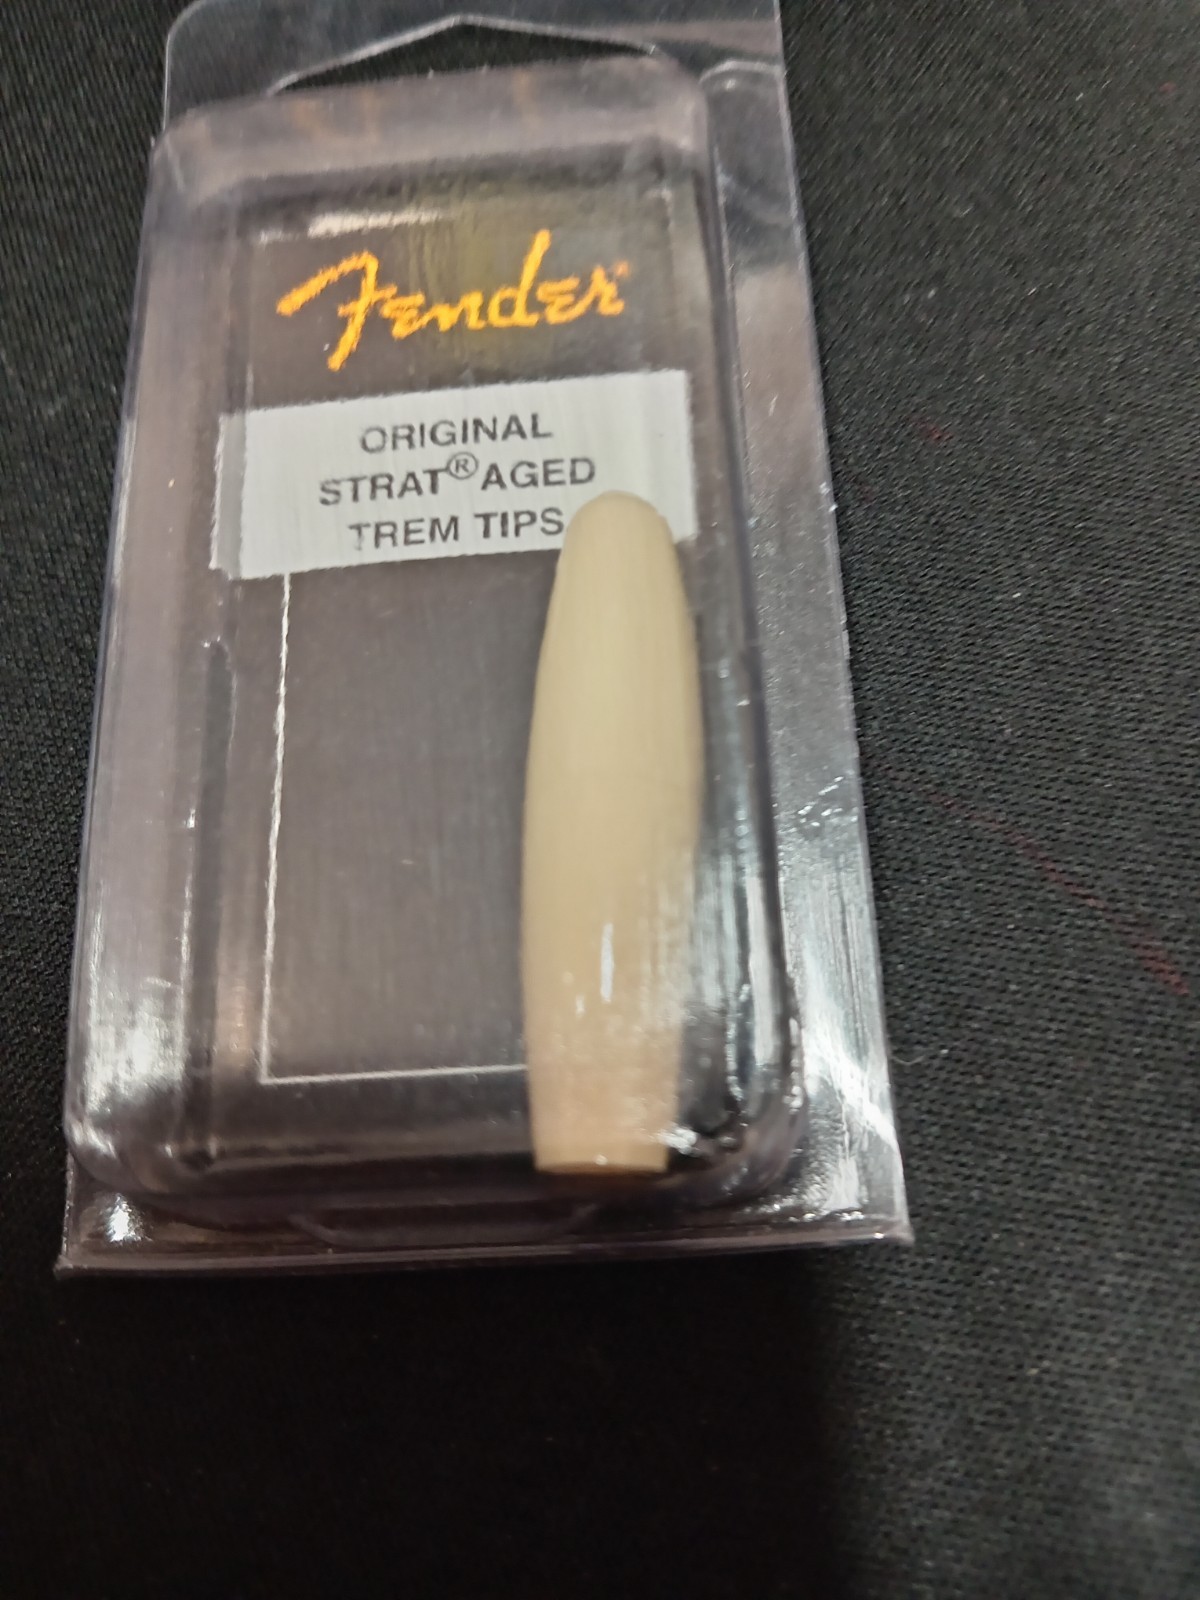 Fender
ORIGINAL
STRAT® AGED
TREM TIPS